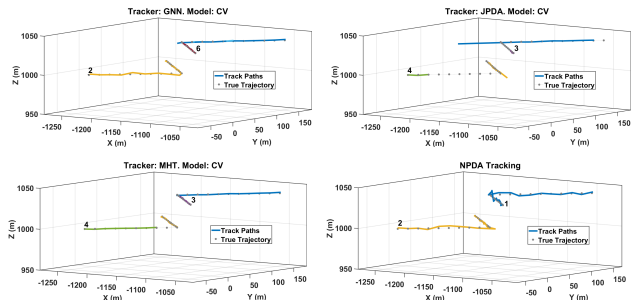 Tracker: GNN. Model: CV
1050
1000
950
Z (m)
6
2
Track Paths
True Trajectory
-1250
-1200
-1150
-1100
-1050
X (m)
-50
0
50
100
150
Y (m)
Tracker: JPDA. Model: CV
1050
1000
950
Z (m)
3
4
Track Paths
True Trajectory
-1250
-1200
-1150
-1100
-1050
X (m)
-50
0
50
100
150
Y (m)
Tracker: MHT. Model: CV
1050
1000
950
Z (m)
3
4
Track Paths
True Trajectory
-1250
-1200
-1150
-1100
-1050
X (m)
-50
0
50
100
150
Y (m)
NPDA Tracking
1050
1000
950
Z (m)
1
2
Track Paths
True Trajectory
-1250
-1200
-1150
-1100
-1050
X (m)
-50
0
50
100
150
Y (m)